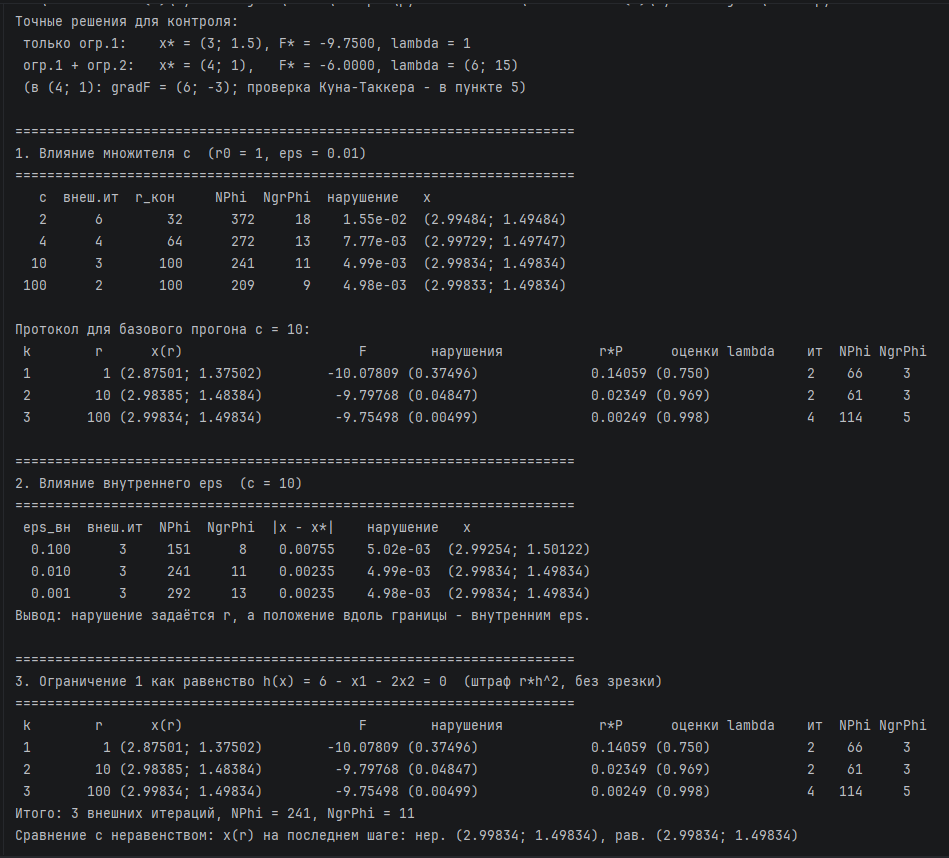 Точные решения для контроля:
только огр.1: x* = (3; 1.5), F* = -9.7500, lambda = 1
огр.1 + огр.2: x* = (4; 1), F* = -6.0000, lambda = (6; 15)
(в (4; 1): gradF = (6; -3); проверка Куна-Таккера - в пункте 5)
======================================================================
1. Влияние множителя c (r0 = 1, eps = 0.01)
======================================================================
c внеш.ит r_кон NPhi NgrPhi нарушение x
2 6 32 372 18 1.55e-02 (2.99484; 1.49484)
4 4 64 272 13 7.77e-03 (2.99729; 1.49747)
10 3 100 241 11 4.99e-03 (2.99834; 1.49834)
100 2 100 209 9 4.98e-03 (2.99833; 1.49834)
Протокол для базового прогона c = 10:
k r x(r) F нарушения r*P оценки lambda ит NPhi NgrPhi
1 1 (2.87501; 1.37502) -10.07809 (0.37496) 0.14059 (0.750) 2 66 3
2 10 (2.98385; 1.48384) -9.79768 (0.04847) 0.02349 (0.969) 2 61 3
3 100 (2.99834; 1.49834) -9.75498 (0.00499) 0.00249 (0.998) 4 114 5
======================================================================
2. Влияние внутреннего eps (c = 10)
======================================================================
eps_вн внеш.ит NPhi NgrPhi |x - x*| нарушение x
0.100 3 151 8 0.00755 5.02e-03 (2.99254; 1.50122)
0.010 3 241 11 0.00235 4.99e-03 (2.99834; 1.49834)
0.001 3 292 13 0.00235 4.98e-03 (2.99834; 1.49834)
Вывод: нарушение задаётся r, а положение вдоль границы - внутренним eps.
======================================================================
3. Ограничение 1 как равенство h(x) = 6 - x1 - 2x2 = 0 (штраф r*h^2, без зрезки)
======================================================================
k r x(r) F нарушения r*P оценки lambda ит NPhi NgrPhi
1 1 (2.87501; 1.37502) -10.07809 (0.37496) 0.14059 (0.750) 2 66 3
2 10 (2.98385; 1.48384) -9.79768 (0.04847) 0.02349 (0.969) 2 61 3
3 100 (2.99834; 1.49834) -9.75498 (0.00499) 0.00249 (0.998) 4 114 5
Итого: 3 внешних итераций, NPhi = 241, NgrPhi = 11
Сравнение с неравенством: x(r) на последнем шаге: нер. (2.99834; 1.49834), рав. (2.99834; 1.49834)